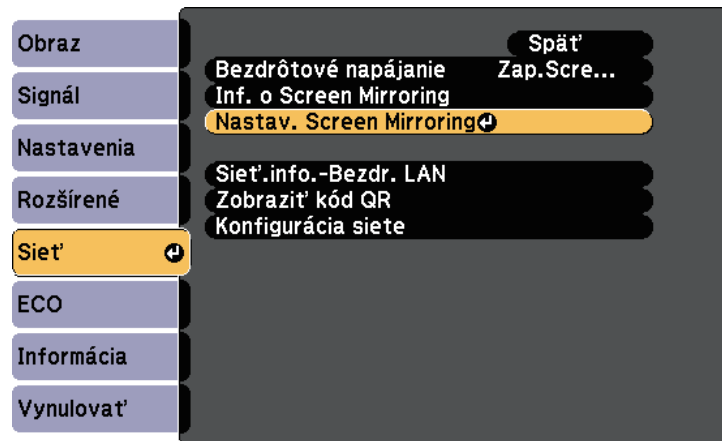 Obraz
Signál
Nastavenia
Rozšírené
Sieť
ECO
Informácia
Vynulovať
Späť
Bezdrôtové napájanie Zap.Scre...
Inf. o Screen Mirroring
Nastav. Screen Mirroring
Sieť.info.-Bezdr. LAN
Zobraziť kód QR
Konfigurácia siete